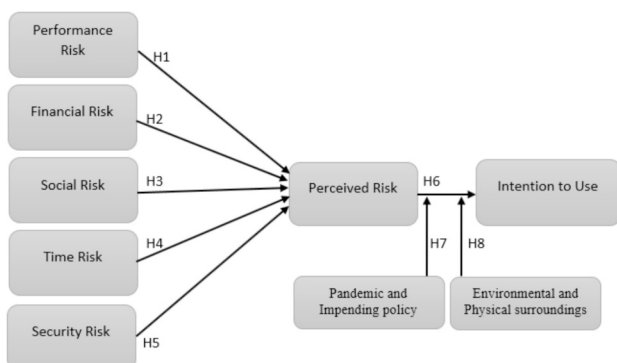 Performance
Risk
H1
Financial Risk
H2
Social Risk
H3
Time Risk
H4
Security Risk
H5
Perceived Risk
H6
Intention to Use
H7
H8
Pandemic and
Impending policy
Environmental and
Physical surroundings